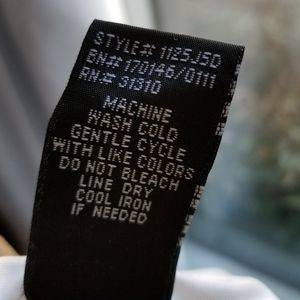 STYLE# 1125J5D
BN# 170146/0111
RN# 31310
MACHINE
WASH COLD
GENTLE CYCLE
WITH LIKE COLORS
DO NOT BLEACH
LINE DRY
COOL IRON
IF NEEDED